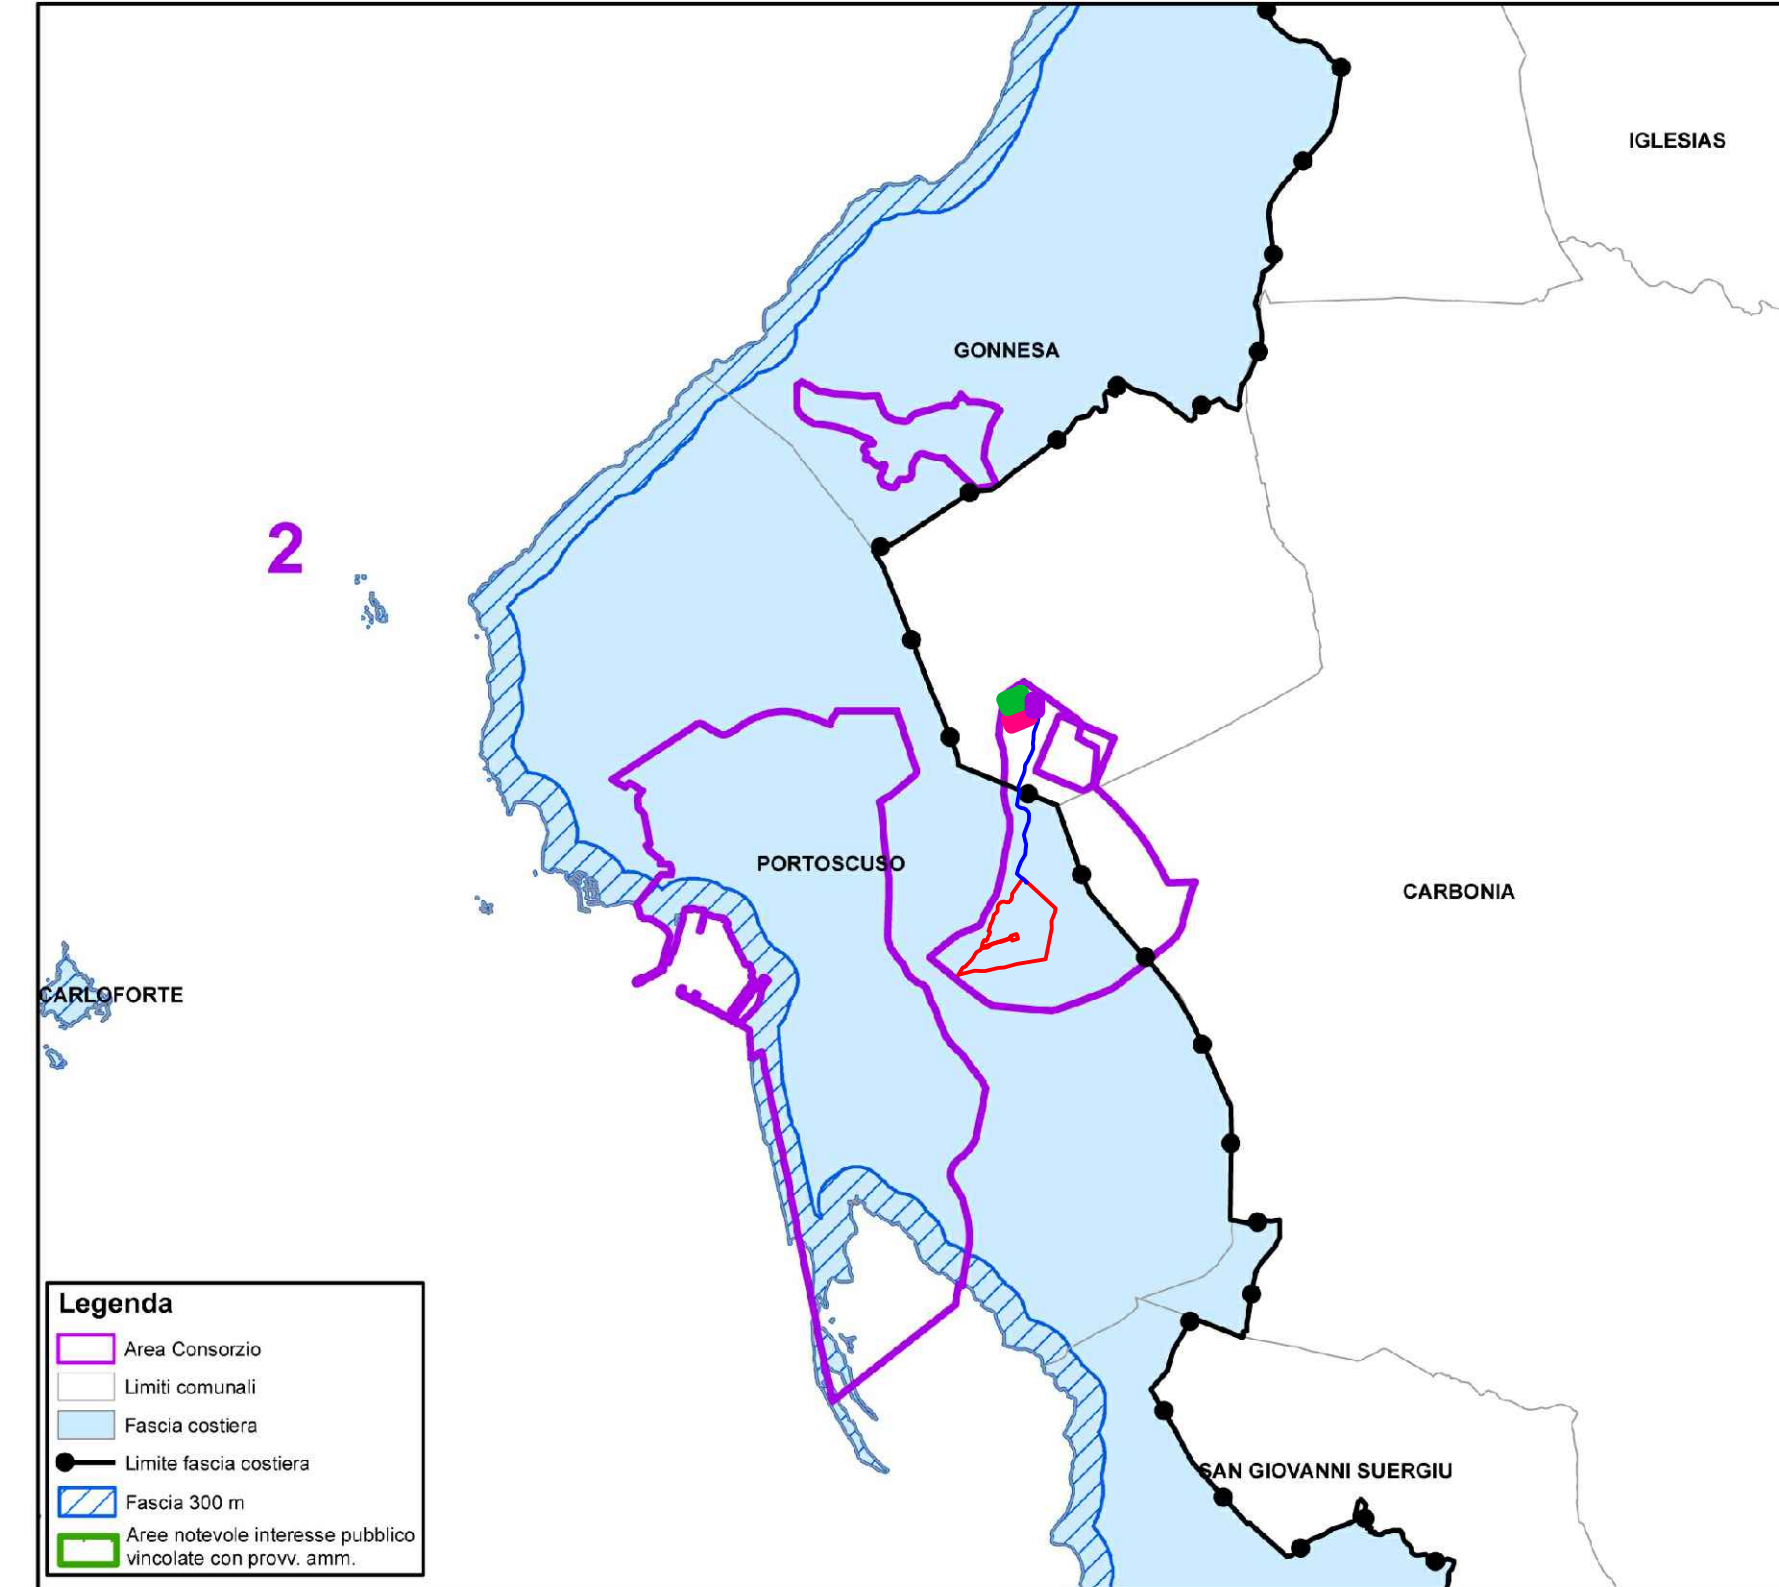 IGLESIAS
GONNESA
2
PORTOSCUSO
CARBONIA
CARLOFORTE
SAN GIOVANNI SUERGIU
Legenda
Area Consorzio
Limiti comunali
Fascia costiera
Limite fascia costiera
Fascia 300 m
Aree notevole interesse pubblico
vincolate con provv. amm.